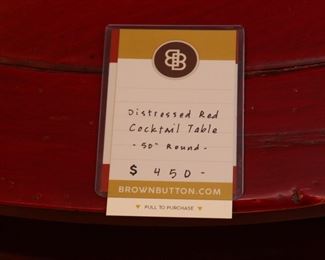 BB
Distressed Red
Cocktail Table
- 50" Round -
$ 450-
BROWNBUTTON.COM
▼ PULL TO PURCHASE ▼